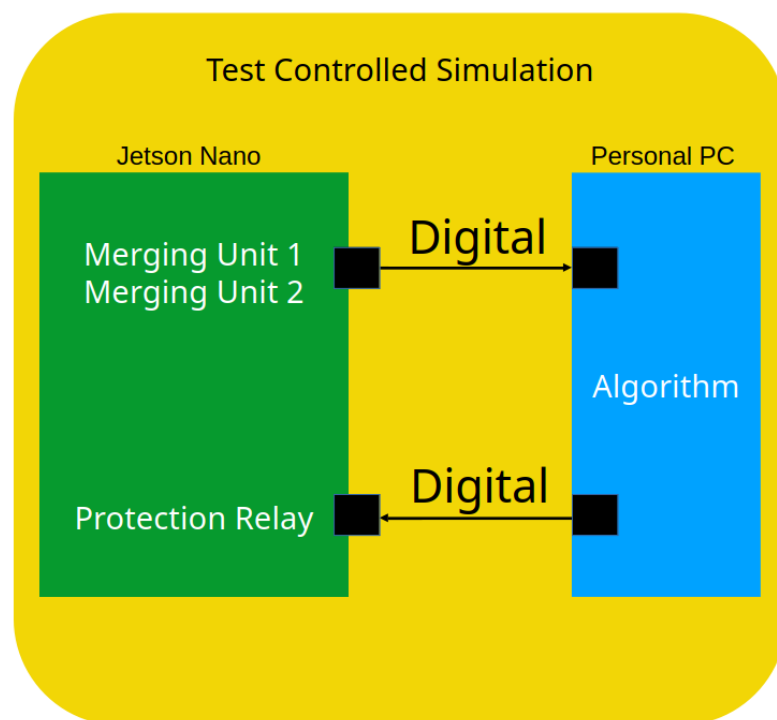 Test Controlled Simulation
Jetson Nano
Personal PC
Merging Unit 1
Merging Unit 2
Digital
Algorithm
Digital
Protection Relay